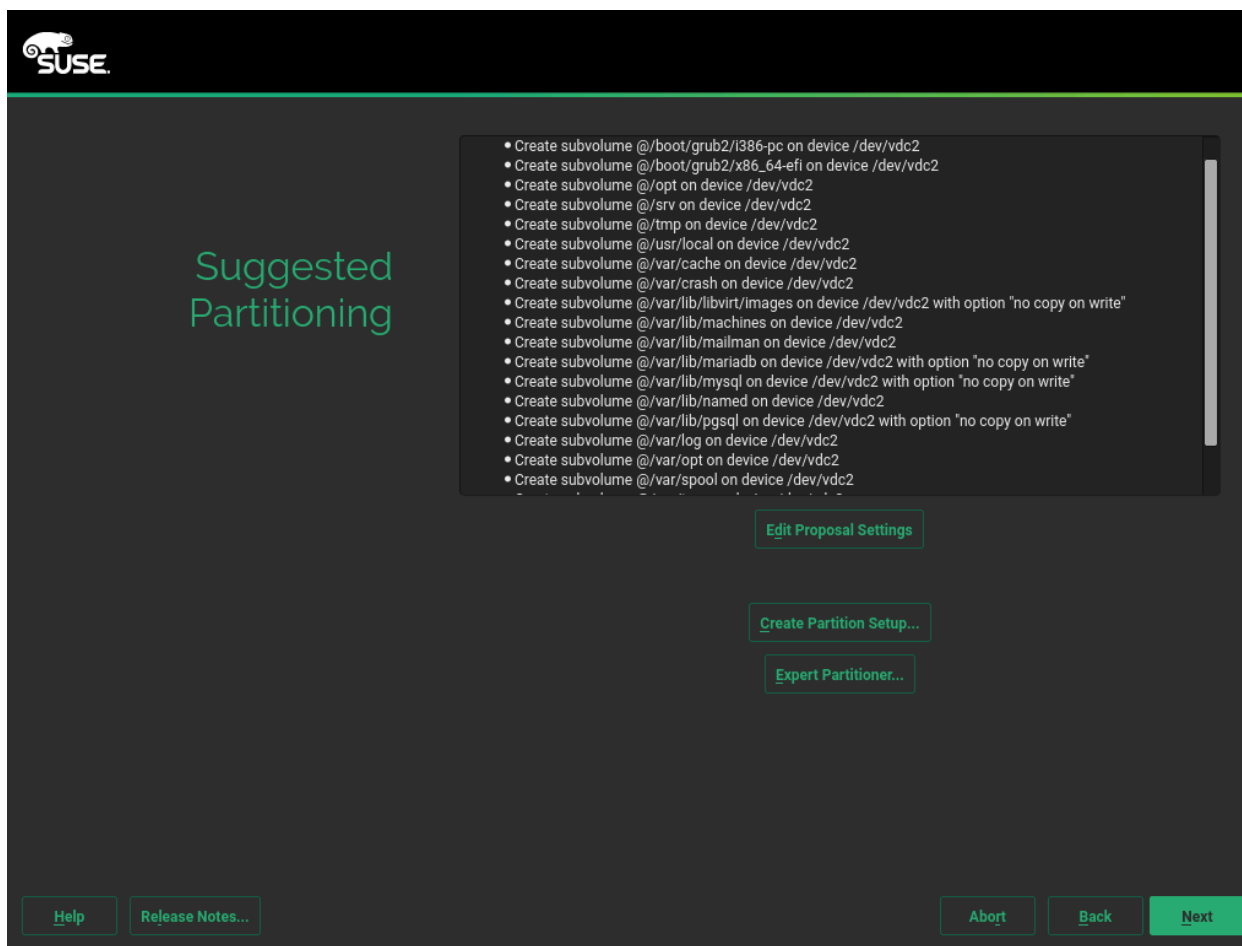 SUSE.
• Create subvolume @/boot/grub2/i386-pc on device /dev/vdc2
• Create subvolume @/boot/grub2/x86_64-efi on device /dev/vdc2
• Create subvolume @/opt on device /dev/vdc2
• Create subvolume @/srv on device /dev/vdc2
• Create subvolume @/tmp on device /dev/vdc2
• Create subvolume @/usr/local on device /dev/vdc2
• Create subvolume @/var/cache on device /dev/vdc2
• Create subvolume @/var/crash on device /dev/vdc2
• Create subvolume @/var/lib/libvirt/images on device /dev/vdc2 with option "no copy on write"
• Create subvolume @/var/lib/machines on device /dev/vdc2
• Create subvolume @/var/lib/mailman on device /dev/vdc2
• Create subvolume @/var/lib/mariadb on device /dev/vdc2 with option "no copy on write"
• Create subvolume @/var/lib/mysql on device /dev/vdc2 with option "no copy on write"
• Create subvolume @/var/lib/named on device /dev/vdc2
• Create subvolume @/var/lib/pgsql on device /dev/vdc2 with option "no copy on write"
• Create subvolume @/var/log on device /dev/vdc2
• Create subvolume @/var/opt on device /dev/vdc2
• Create subvolume @/var/spool on device /dev/vdc2
Suggested
Partitioning
Edit Proposal Settings
Create Partition Setup...
Expert Partitioner...
Help
Release Notes...
Abort
Back
Next